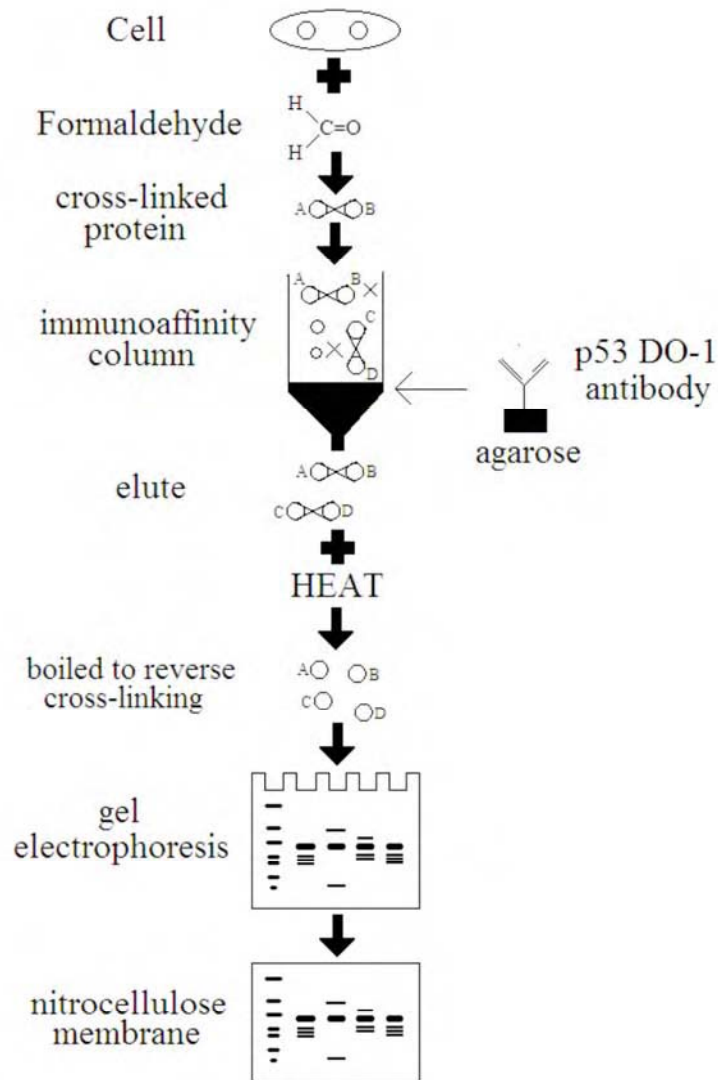 Cell
Formaldehyde
H
C=O
H
cross-linked
protein
A B
immunoaffinity
column
A B
C
D
p53 DO-1
antibody
agarose
elute
A B
C D
HEAT
boiled to reverse
cross-linking
A B
C D
gel
electrophoresis
nitrocellulose
membrane